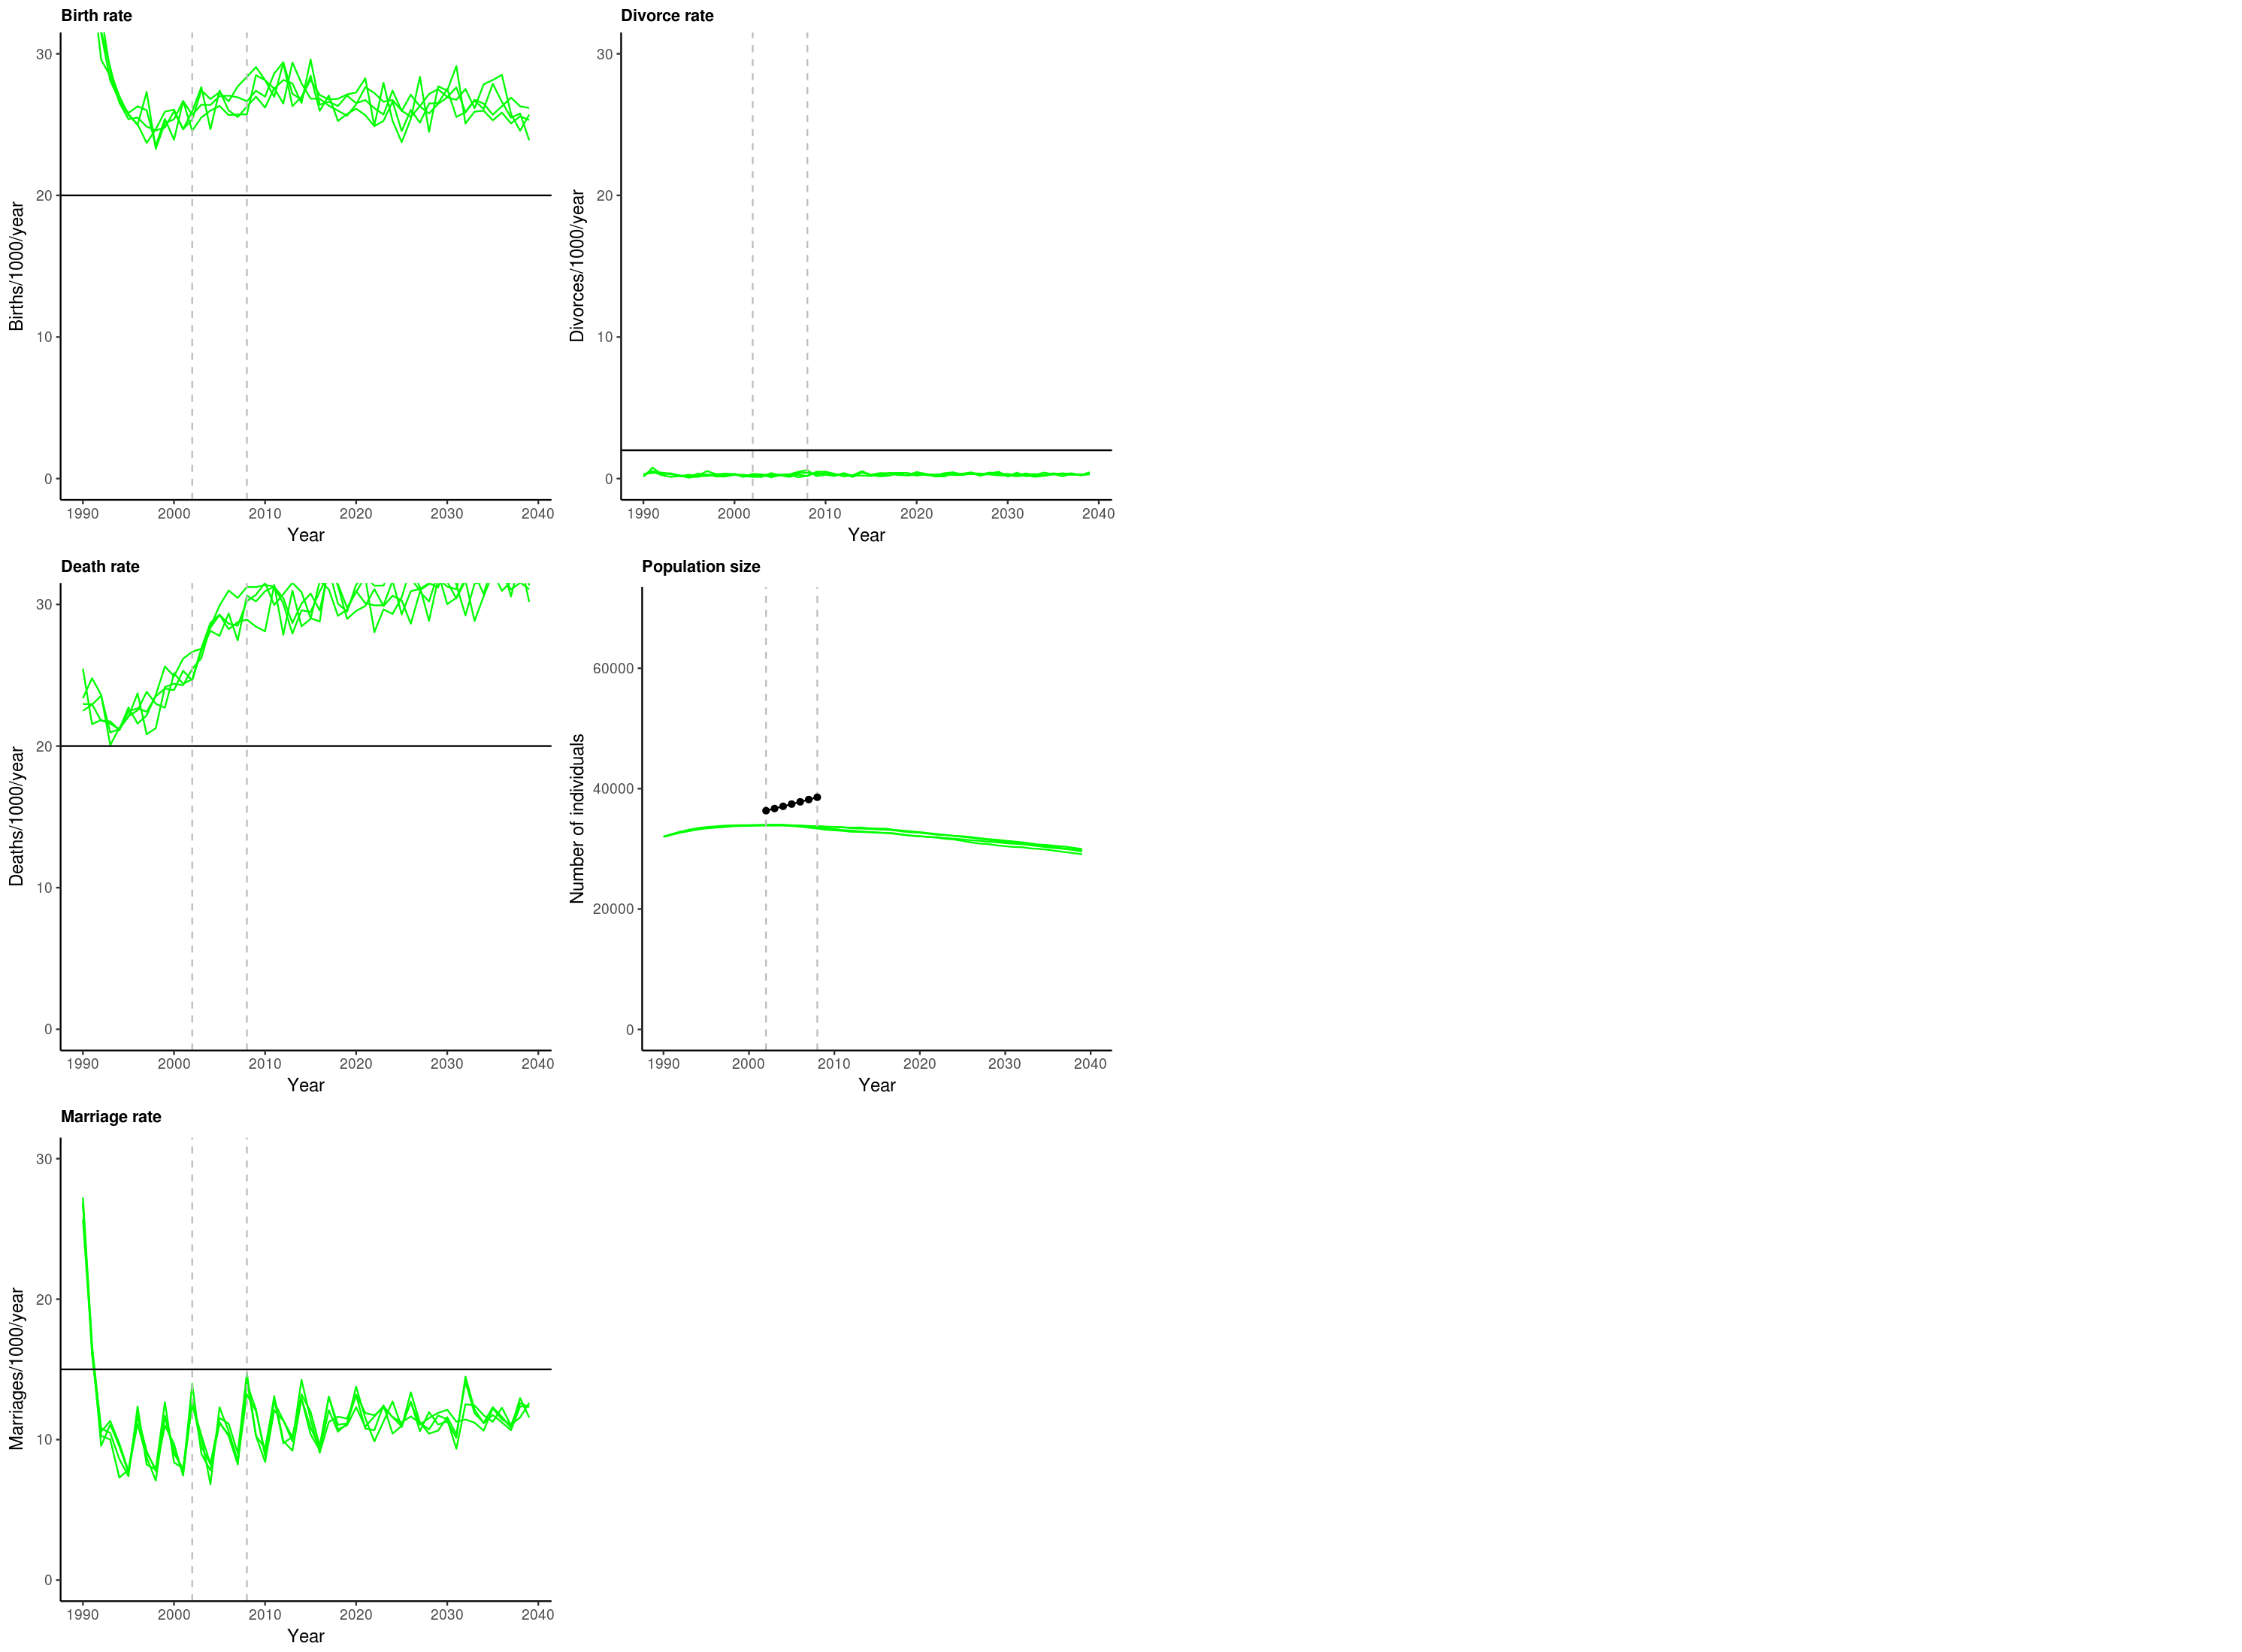 Birth rate
30
20
10
0
Births/1000/year
1990 2000 2010 2020 2030 2040
Year
Divorce rate
30
20
10
0
Divorces/1000/year
1990 2000 2010 2020 2030 2040
Year
Death rate
30
20
10
0
Deaths/1000/year
1990 2000 2010 2020 2030 2040
Year
Population size
60000
40000
20000
0
Number of individuals
1990 2000 2010 2020 2030 2040
Year
Marriage rate
30
20
10
0
Marriages/1000/year
1990 2000 2010 2020 2030 2040
Year